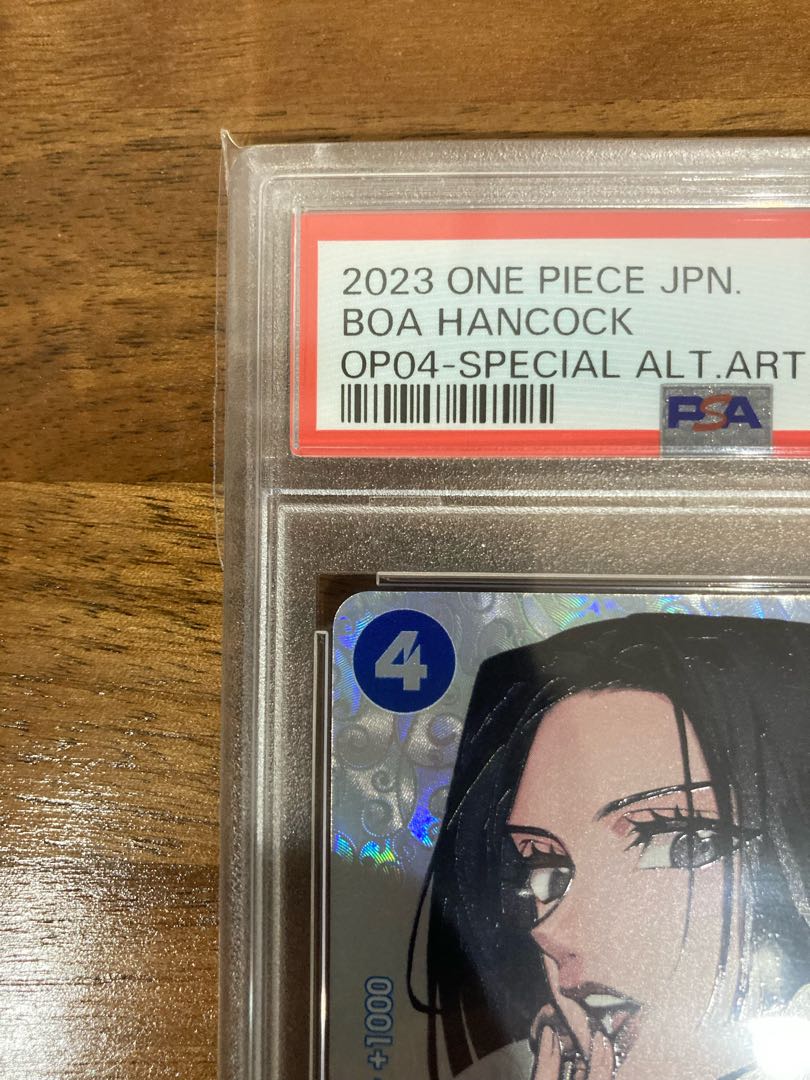 2023 ONE PIECE JPN.
BOA HANCOCK
OP04-SPECIAL ALT.ART
PSA
4
+1000